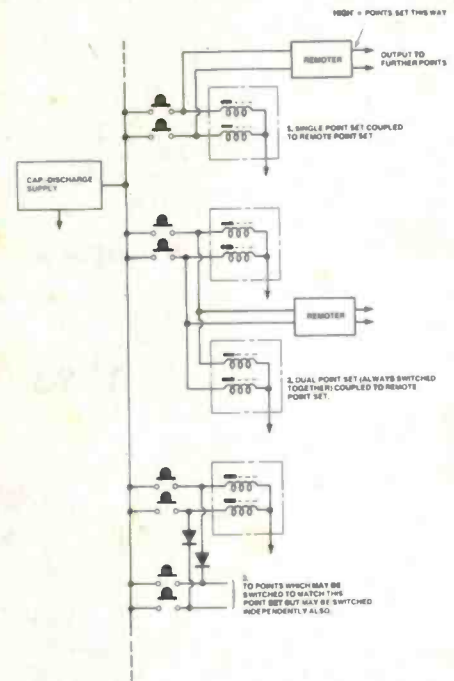 'HIGH' = POINTS SET THIS WAY
REMOTER
OUTPUT TO
FURTHER POINTS
1. SINGLE POINT SET COUPLED
TO REMOTE POINT SET
CAP.-DISCHARGE
SUPPLY
REMOTER
2. DUAL POINT SET (ALWAYS SWITCHED
TOGETHER) COUPLED TO REMOTE
POINT SET.
3.
TO POINTS WHICH MAY BE
SWITCHED TO MATCH THIS
POINT SET BUT MAY BE SWITCHED
INDEPENDENTLY ALSO.